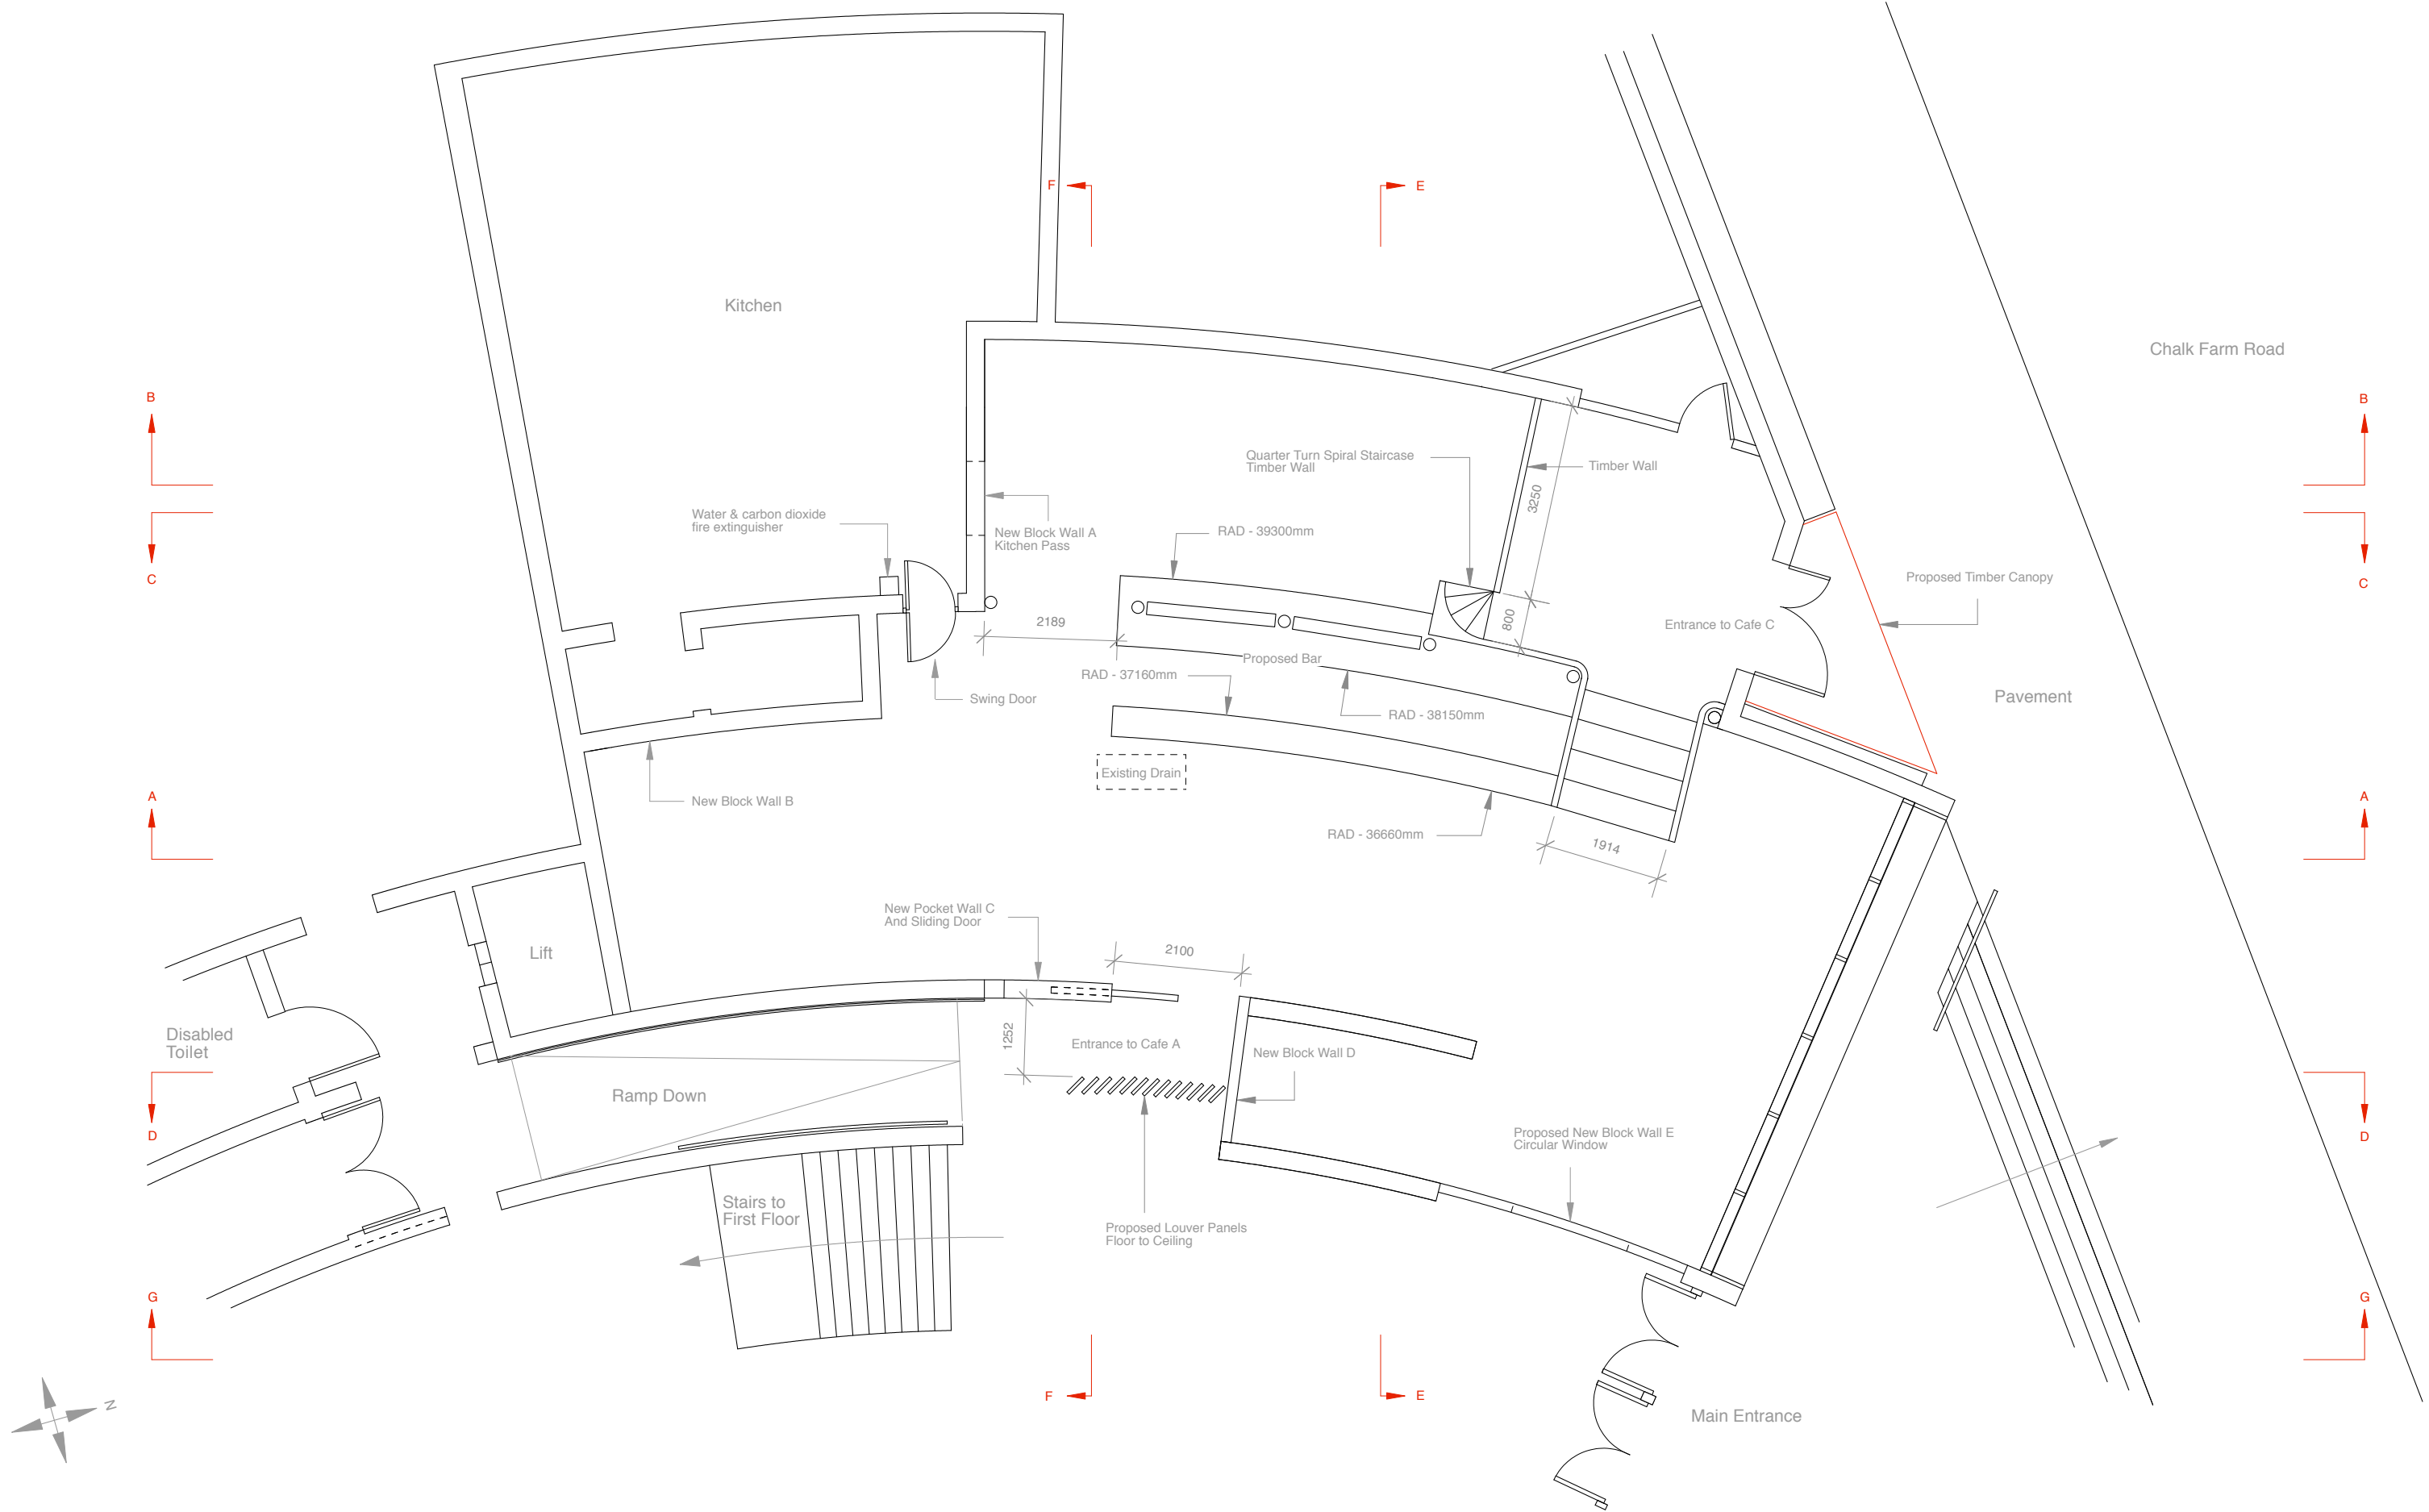 F
E
Kitchen
Chalk Farm Road
B
B
Quarter Turn Spiral Staircase
Timber Wall
Timber Wall
3250
Water & carbon dioxide
fire extinguisher
New Block Wall A
Kitchen Pass
RAD - 39300mm
C
C
Proposed Timber Canopy
2189
800
Entrance to Cafe C
Proposed Bar
RAD - 37160mm
Swing Door
RAD - 38150mm
Pavement
Existing Drain
A
A
New Block Wall B
RAD - 36660mm
1914
New Pocket Wall C
And Sliding Door
Lift
2100
Disabled
Toilet
1252
Entrance to Cafe A
New Block Wall D
Ramp Down
D
D
Proposed New Block Wall E
Circular Window
Stairs to
First Floor
Proposed Louver Panels
Floor to Ceiling
G
G
F
E
N
Main Entrance